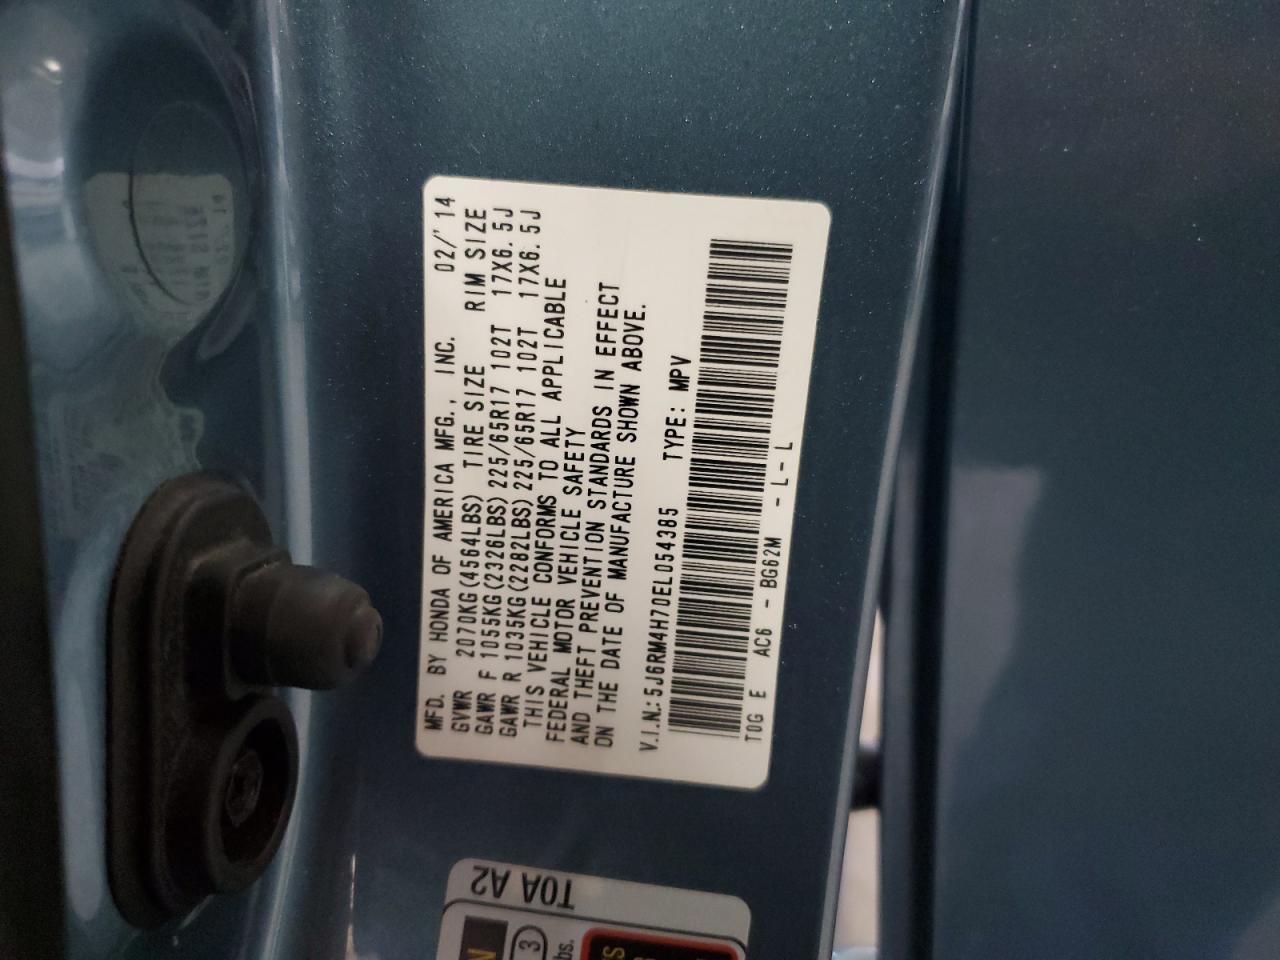 MFD. BY HONDA OF AMERICA MFG., INC. 02/'14
GVWR 2070KG(4564LBS) TIRE SIZE RIM SIZE
GAWR F 1055KG(2326LBS) 225/65R17 102T 17X6.5J
GAWR R 1035KG(2282LBS) 225/65R17 102T 17X6.5J
THIS VEHICLE CONFORMS TO ALL APPLICABLE
FEDERAL MOTOR VEHICLE SAFETY
AND THEFT PREVENTION STANDARDS IN EFFECT
ON THE DATE OF MANUFACTURE SHOWN ABOVE.
V.I.N.: 5J6RM4H70EL054385 TYPE: MPV
T0G E AC6 - BG62M - L - L
T0A A2
3
bs.